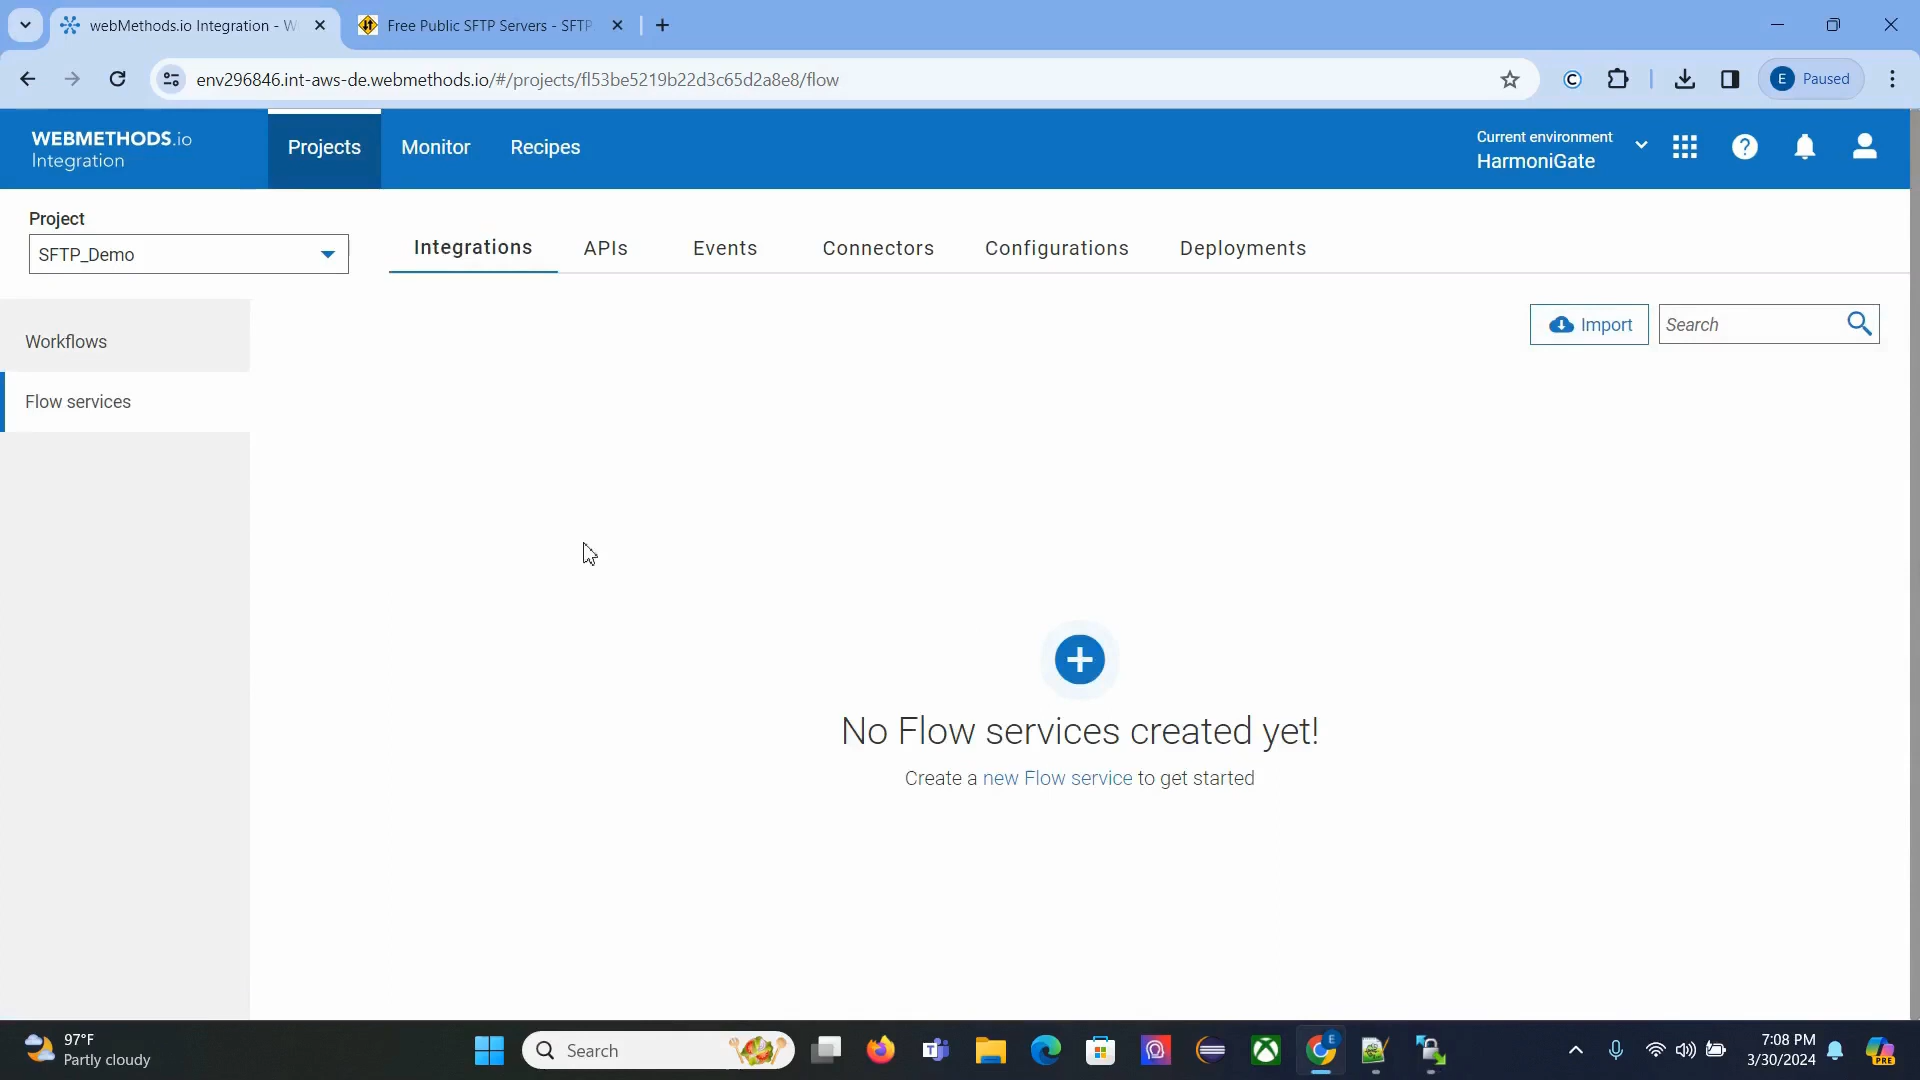 webMethods.io Integration - W
Free Public SFTP Servers - SFTP
env296846.int-aws-de.webmethods.io/#/projects/fl53be5219b22d3c65d2a8e8/flow
E Paused
WEBMETHODS.io
Integration
Projects
Monitor
Recipes
Current environment
HarmoniGate
Project
SFTP_Demo
Integrations
APIs
Events
Connectors
Configurations
Deployments
Workflows
Flow services
Import
Search
No Flow services created yet!
Create a new Flow service to get started
97°F
Partly cloudy
Search
7:08 PM
3/30/2024
PRE